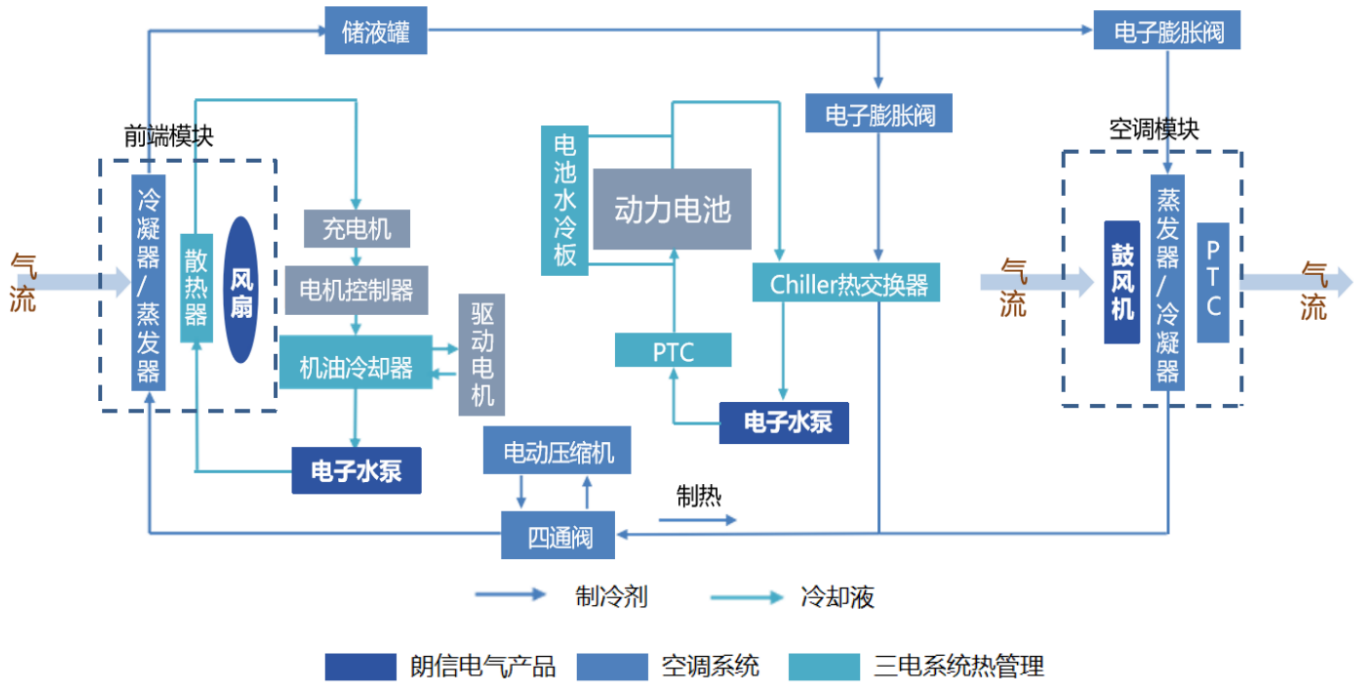 储液罐
电子膨胀阀
电子膨胀阀
前端模块
空调模块
冷凝器/蒸发器
散热器
风扇
气流
充电机
电机控制器
机油冷却器
驱动电机
电子水泵
电池水冷板
动力电池
Chiller热交换器
PTC
电子水泵
气流
鼓风机
蒸发器/冷凝器
PTC
气流
电动压缩机
四通阀
制热
制冷剂
冷却液
朗信电气产品
空调系统
三电系统热管理